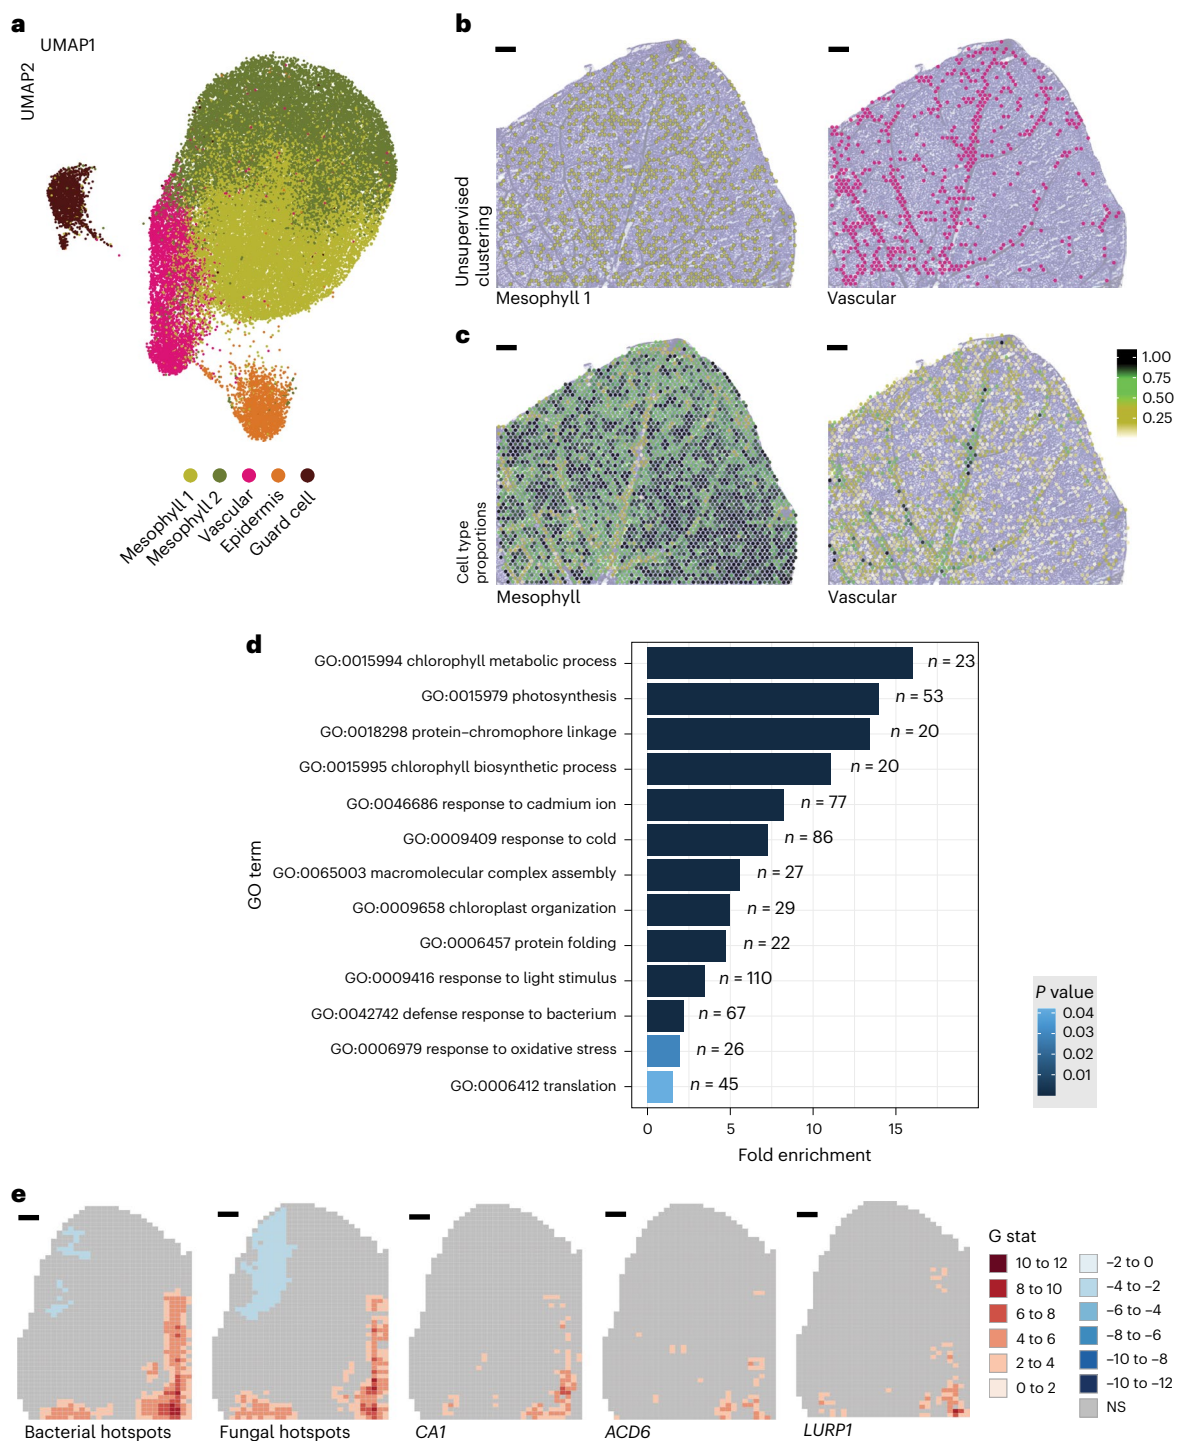 a
UMAP1
UMAP2
Mesophyll 1
Mesophyll 2
Vascular
Epidermis
Guard cell
b
Unsupervised
clustering
Mesophyll 1
Vascular
c
Cell type
proportions
Mesophyll
Vascular
1.00
0.75
0.50
0.25
d
GO term
GO:0015994 chlorophyll metabolic process
n = 23
GO:0015979 photosynthesis
n = 53
GO:0018298 protein–chromophore linkage
n = 20
GO:0015995 chlorophyll biosynthetic process
n = 20
GO:0046686 response to cadmium ion
n = 77
GO:0009409 response to cold
n = 86
GO:0065003 macromolecular complex assembly
n = 27
GO:0009658 chloroplast organization
n = 29
GO:0006457 protein folding
n = 22
GO:0009416 response to light stimulus
n = 110
GO:0042742 defense response to bacterium
n = 67
GO:0006979 response to oxidative stress
n = 26
GO:0006412 translation
n = 45
0 5 10 15
Fold enrichment
P value
0.04
0.03
0.02
0.01
e
Bacterial hotspots
Fungal hotspots
CA1
ACD6
LURP1
G stat
10 to 12
8 to 10
6 to 8
4 to 6
2 to 4
0 to 2
–2 to 0
–4 to –2
–6 to –4
–8 to –6
–10 to –8
–10 to –12
NS